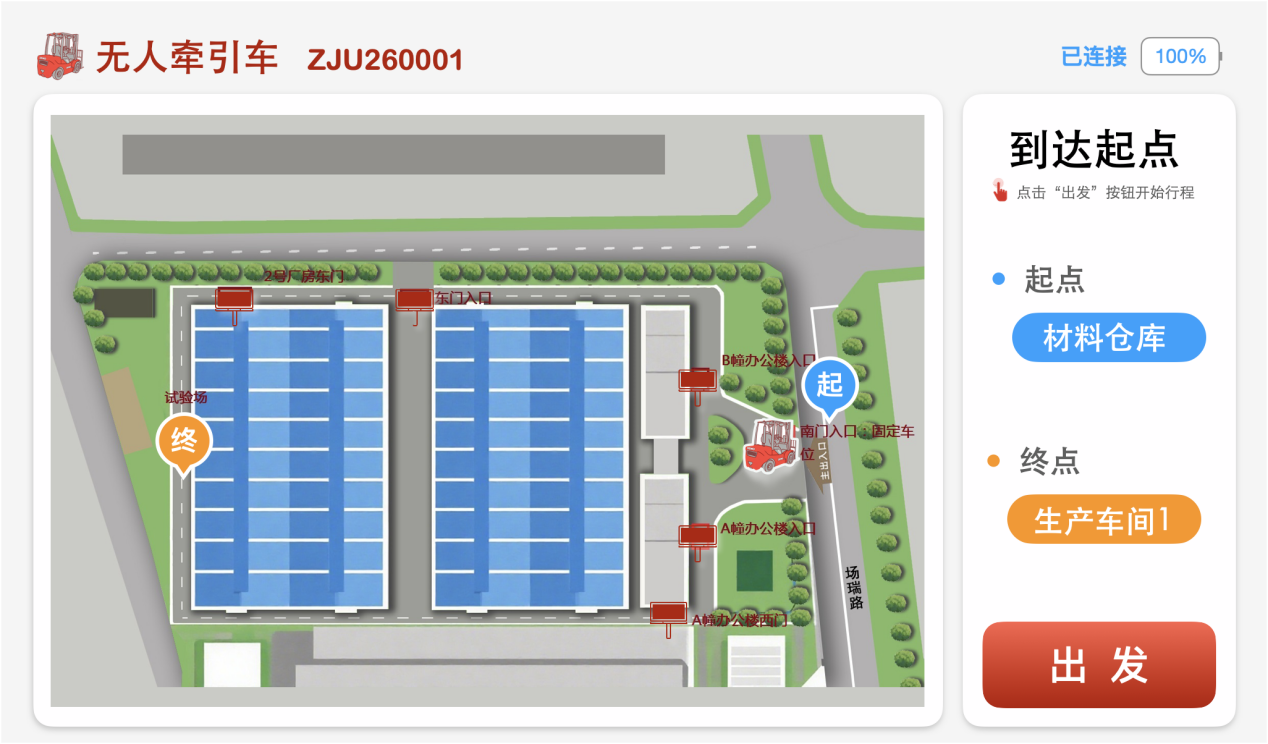 无人牵引车 ZJU260001
已连接 100%
到达起点
点击“出发”按钮开始行程
起点
材料仓库
终点
生产车间1
出 发
2号厂房东门
东门入口
B幢办公楼入口
起
试验场
终
南门入口：固定车
位
主出入口
A幢办公楼入口
场瑞路
A幢办公楼西门